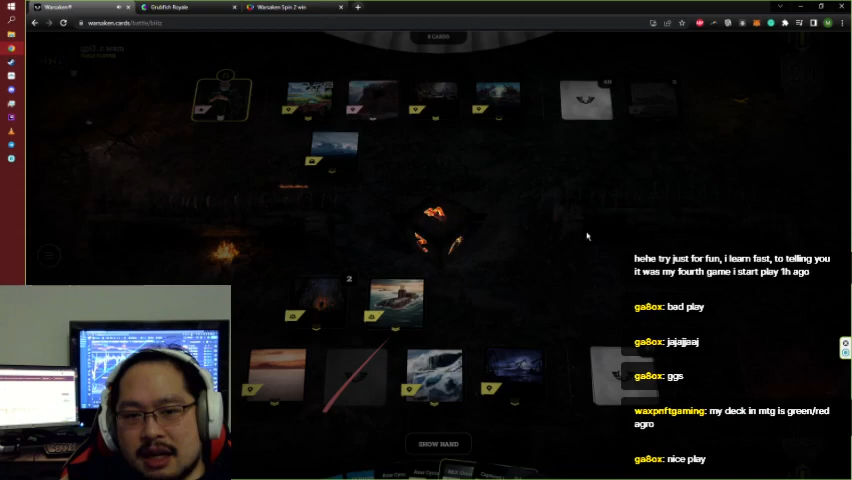 Warsaken®
Grubfish Royale
Warsaken Spin 2 win
warsaken.cards/battle/blitz
8 CARDS
2
hehe try just for fun, i learn fast, to telling you
it was my fourth game i start play 1h ago
ga8ox: bad play
ga8ox: jajajjaaj
ga8ox: ggs
waxpnftgaming: my deck in mtg is green/red
agro
ga8ox: nice play
SHOW HAND